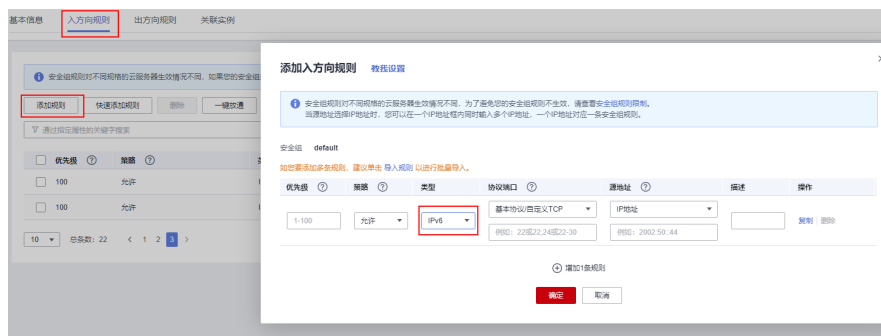 基本信息 入方向规则 出方向规则 关联实例
安全组规则对不同规格的云服务器生效情况不同，如果您的安全组
添加规则 快速添加规则 删除 一键放通
通过指定属性的关键字搜索
优先级 策略
100 允许
100 允许
10 总条数：22 < 1 2 3 >
添加入方向规则 教我设置
安全组规则对不同规格的云服务器生效情况不同，为了避免您的安全组规则不生效，请查看安全组规则限制。
当源地址选择IP地址时，您可以在一个IP地址框内同时输入多个IP地址，一个IP地址对应一条安全组规则。
安全组 default
如您要添加多条规则，建议单击 导入规则 以进行批量导入。
优先级 策略 类型 协议端口 源地址 描述 操作
1-100 允许 IPv6 基本协议/自定义TCP IP地址 复制 删除
例如：22或22,24或22-30 例如：2002:50::44
增加1条规则
确定 取消